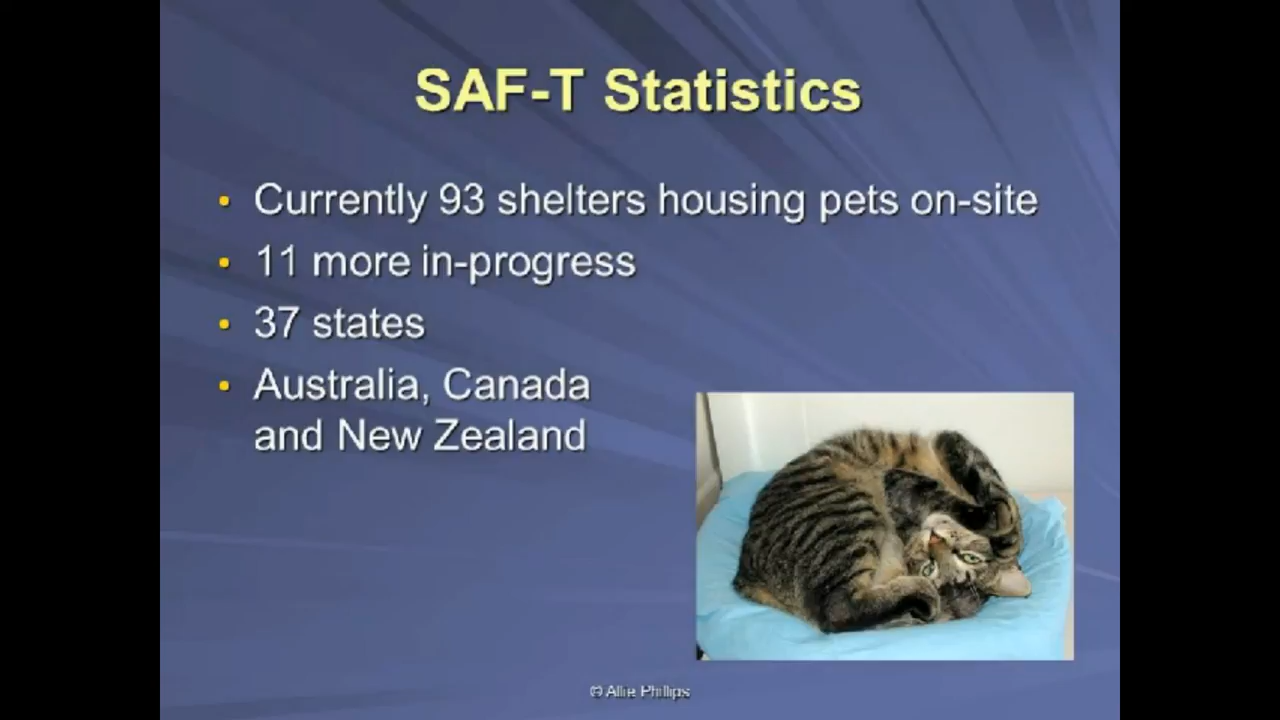 SAF-T Statistics
• Currently 93 shelters housing pets on-site
• 11 more in-progress
• 37 states
• Australia, Canada
and New Zealand
© Allie Phillips